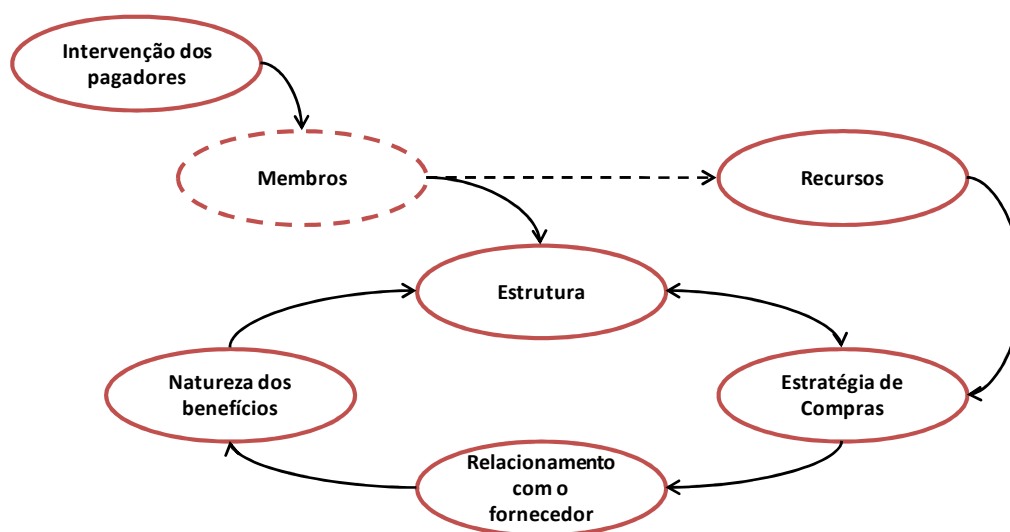 Intervenção dos
pagadores
Membros
Recursos
Estrutura
Natureza dos
benefícios
Estratégia de
Compras
Relacionamento
com o
fornecedor